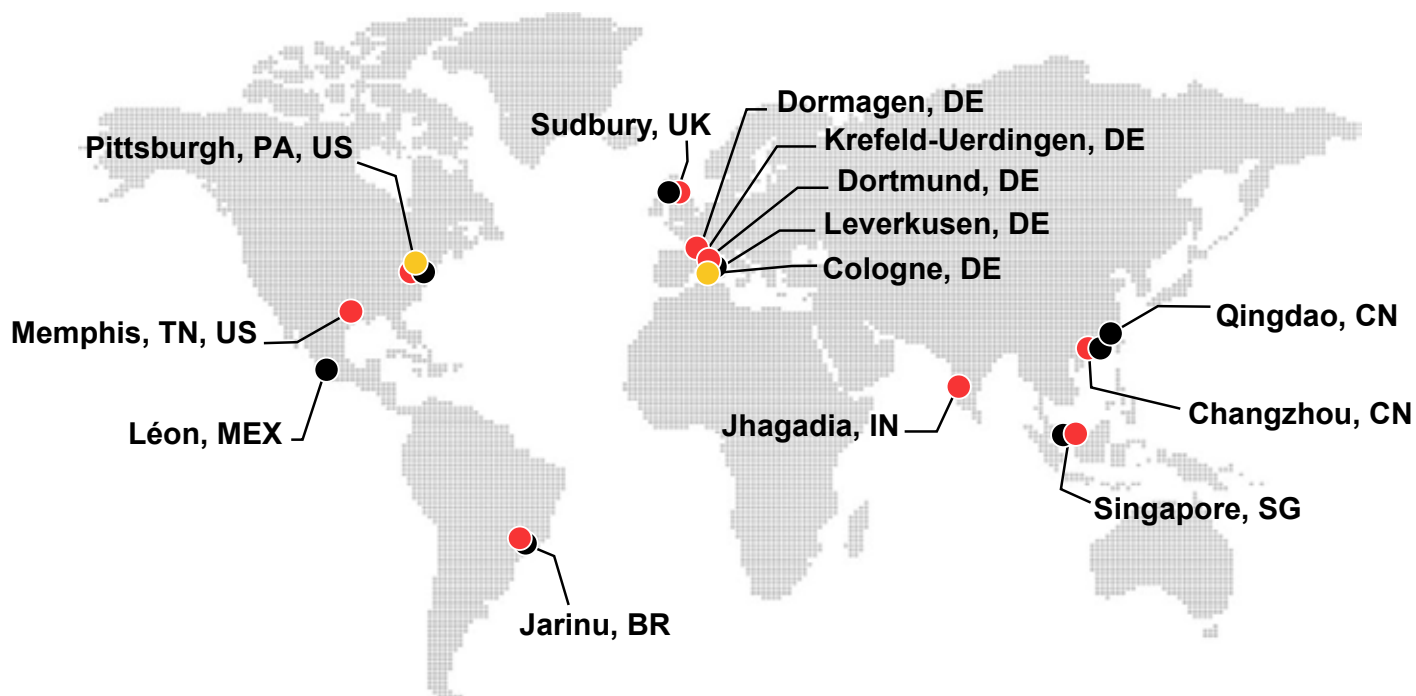 Dormagen, DE
Sudbury, UK
Krefeld-Uerdingen, DE
Pittsburgh, PA, US
Dortmund, DE
Leverkusen, DE
Cologne, DE
Qingdao, CN
Memphis, TN, US
Changzhou, CN
Léon, MEX
Jhagadia, IN
Singapore, SG
Jarinu, BR